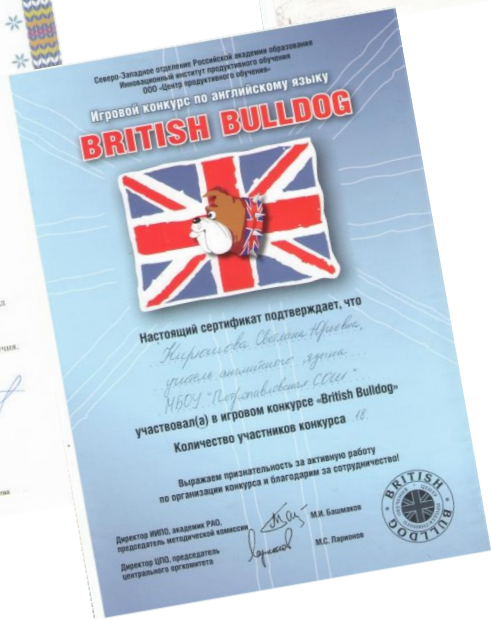 Северо-Западное отделение Российской академии образования
Инновационный институт продуктивного обучения
ООО «Центр продуктивного обучения»
Игровой конкурс по английскому языку
BRITISH BULLDOG
Настоящий сертификат подтверждает, что
Светлана Юрьевна,
учитель английского языка
МБОУ "Петропавловская СОШ"
участвовал(а) в игровом конкурсе «British Bulldog»
Количество участников конкурса 18.
Выражаем признательность за активную работу
по организации конкурса и благодарим за сотрудничество!
Директор ИИПО, академик РАО,
председатель методической комиссии
М.И. Башмаков
Директор ЦПО, председатель
центрального оргкомитета
М.С. Ларионов
BRITISH
BULLDOG